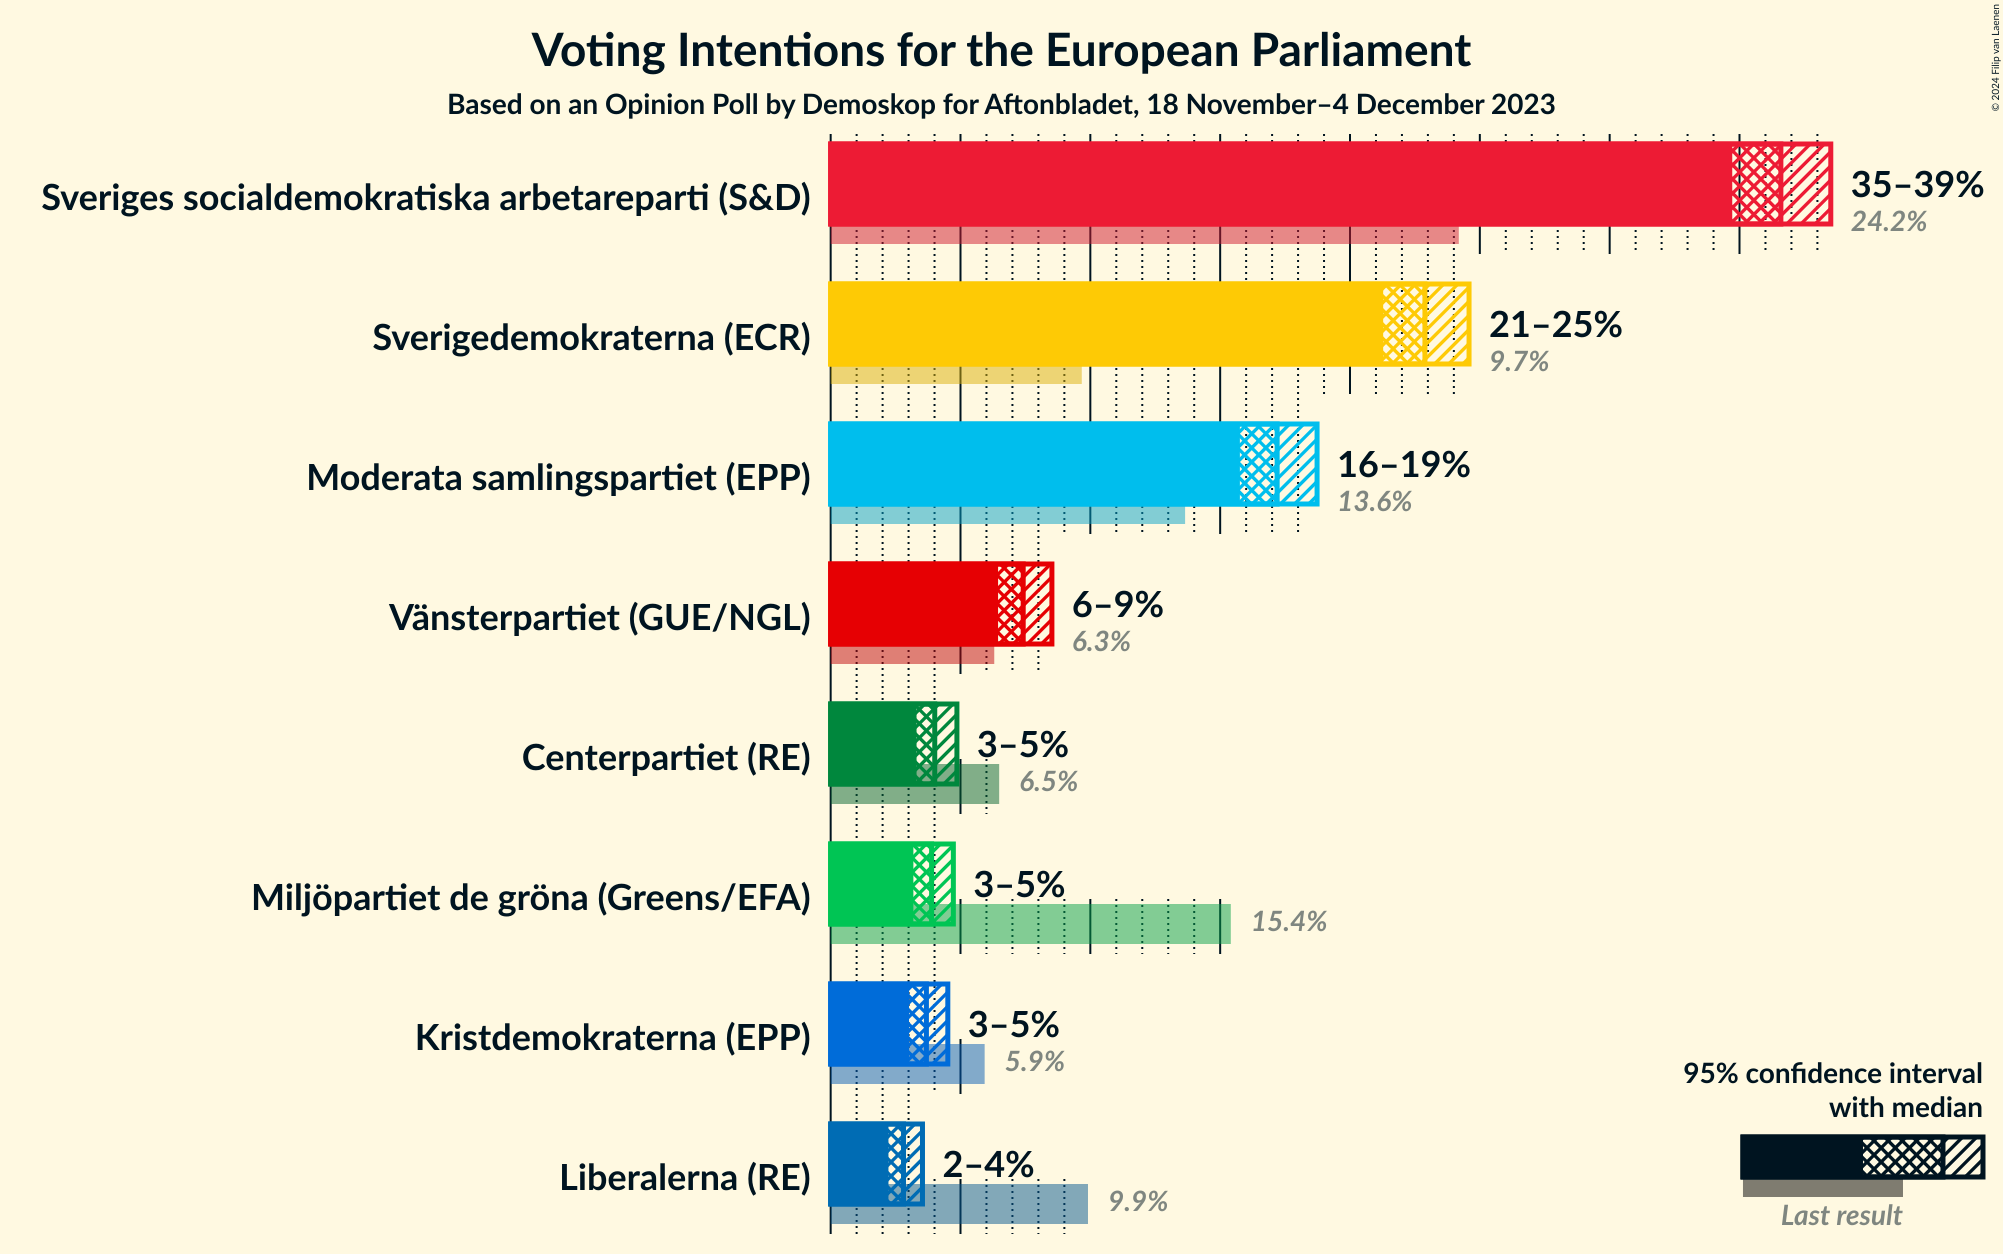 Voting Intentions for the European Parliament
Based on an Opinion Poll by Demoskop for Aftonbladet, 18 November–4 December 2023
© 2024 Filip van Laenen
Sveriges socialdemokratiska arbetareparti (S&D)
35–39%
24.2%
Sverigedemokraterna (ECR)
21–25%
9.7%
Moderata samlingspartiet (EPP)
16–19%
13.6%
Vänsterpartiet (GUE/NGL)
6–9%
6.3%
Centerpartiet (RE)
3–5%
6.5%
Miljöpartiet de gröna (Greens/EFA)
3–5%
15.4%
Kristdemokraterna (EPP)
3–5%
5.9%
Liberalerna (RE)
2–4%
9.9%
95% confidence interval
with median
Last result